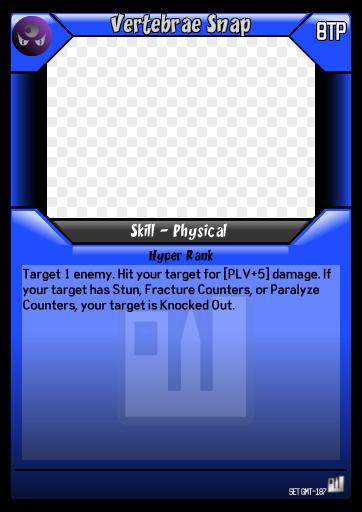 Vertebrae Snap
8TP
Skill - Physical
Hyper Rank
Target 1 enemy. Hit your target for [PLV+5] damage. If
your target has Stun, Fracture Counters, or Paralyze
Counters, your target is Knocked Out.
SET GMT-187